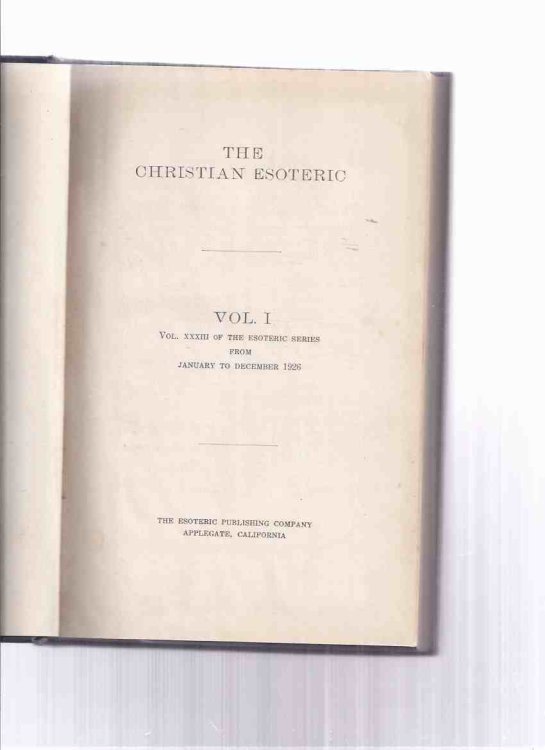 THE
CHRISTIAN ESOTERIC
VOL. I
VOL. XXXIII OF THE ESOTERIC SERIES
FROM
JANUARY TO DECEMBER 1926
THE ESOTERIC PUBLISHING COMPANY
APPLEGATE, CALIFORNIA